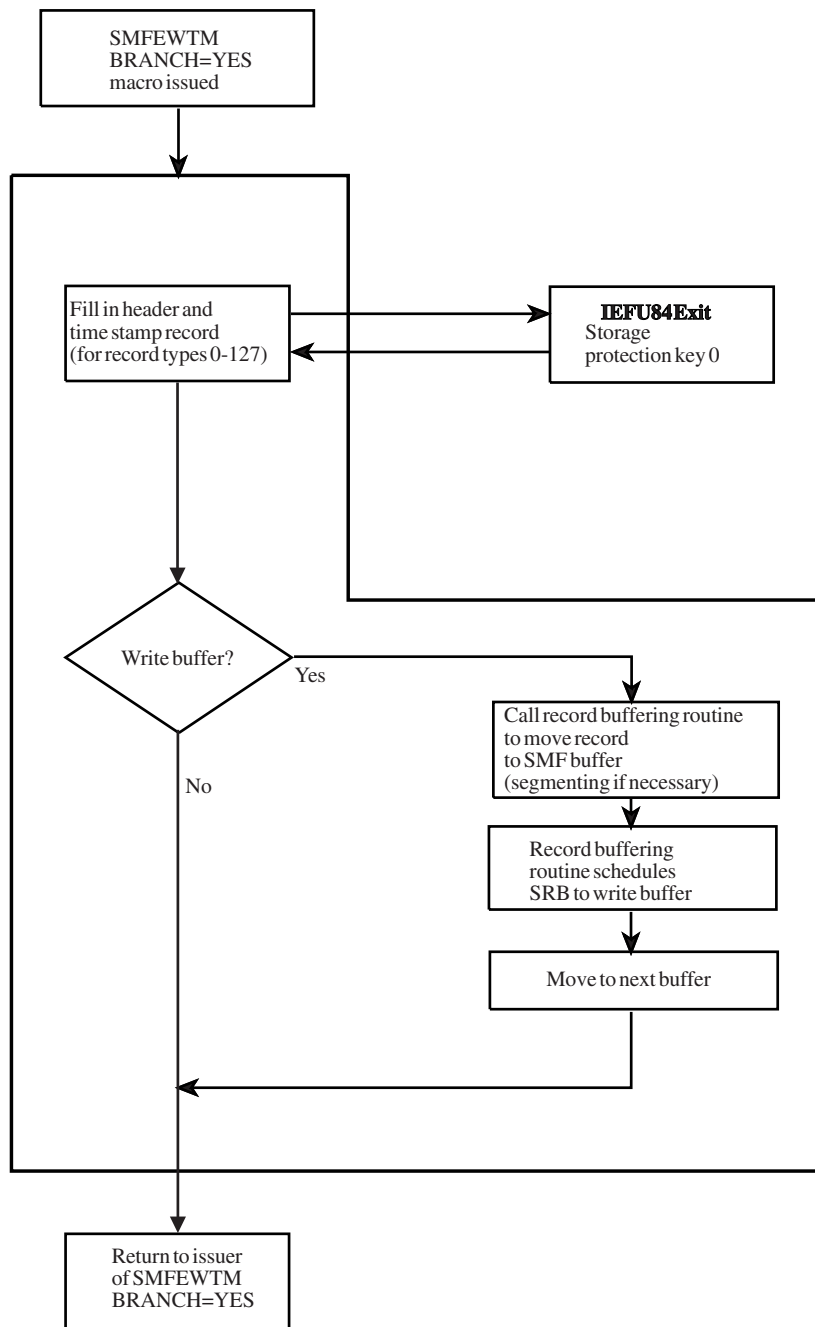 SMFEWTM
BRANCH=YES
macro issued
Fill in header and
time stamp record
(for record types 0-127)
IEFU84 Exit
Storage
protection key 0
Write buffer?
Yes
No
Call record buffering routine
to move record
to SMF buffer
(segmenting if necessary)
Record buffering
routine schedules
SRB to write buffer
Move to next buffer
Return to issuer
of SMFEWTM
BRANCH=YES